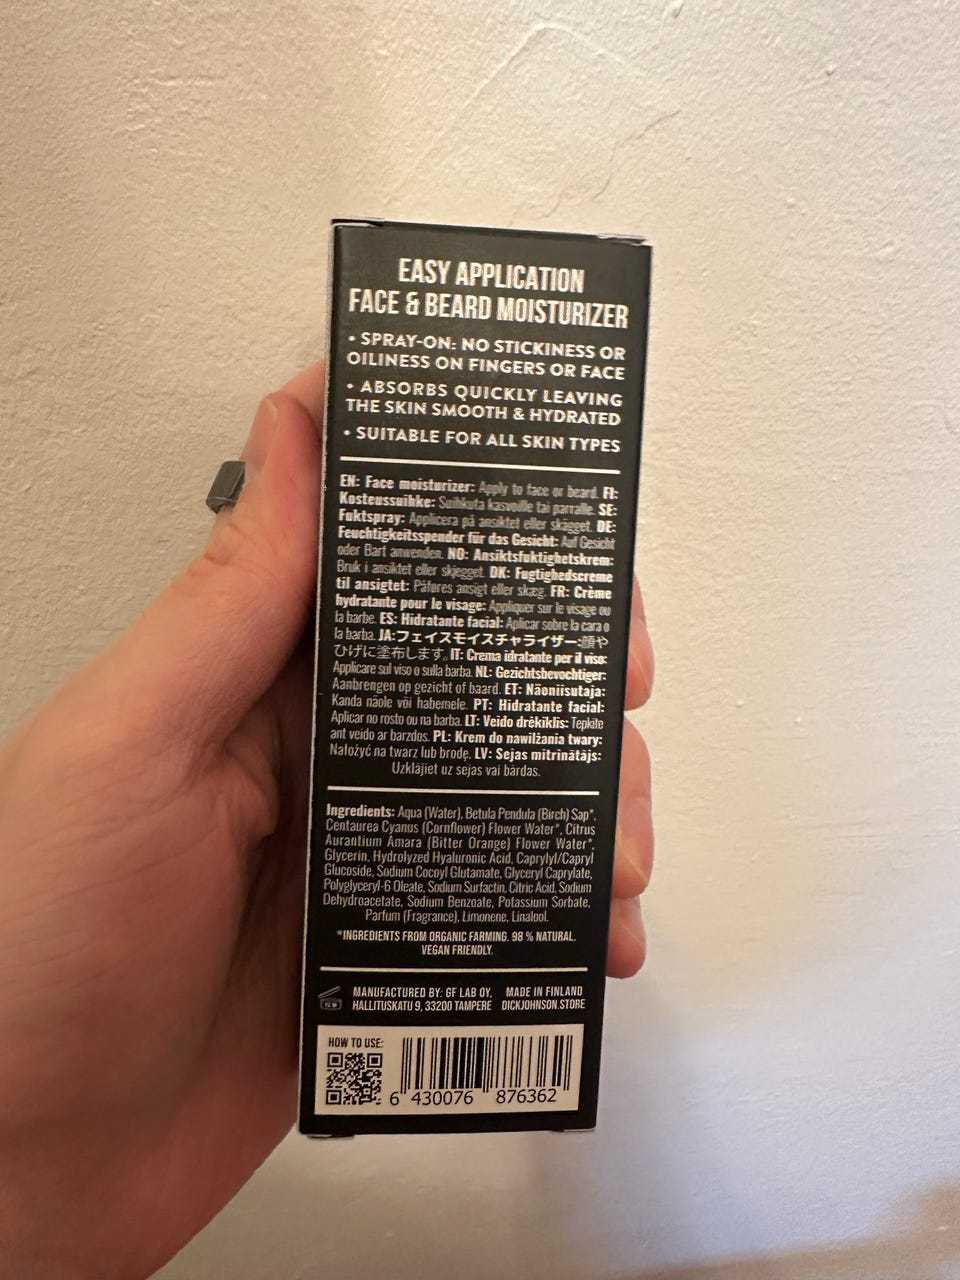 EASY APPLICATION
FACE & BEARD MOISTURIZER
• SPRAY-ON: NO STICKINESS OR
OILINESS ON FINGERS OR FACE
• ABSORBS QUICKLY LEAVING
THE SKIN SMOOTH & HYDRATED
• SUITABLE FOR ALL SKIN TYPES
EN: Face moisturizer: Apply to face or beard. FI:
Kosteussuihke: Suihkuta kasvoille tai parralle. SE:
Fuktspray: Applicera på ansiktet eller skägget. DE:
Feuchtigkeitsspender für das Gesicht: Auf Gesicht
oder Bart anwenden. NO: Ansiktsfuktighetskrem:
Bruk i ansiktet eller skjegget. DK: Fugtighedscreme
til ansigtet: Påføres ansigt eller skæg. FR: Crème
hydratante pour le visage: Appliquer sur le visage ou
la barbe. ES: Hidratante facial: Aplicar sobre la cara o
la barba. JA:フェイスモイスチャライザー:顔や
ひげに塗布します。IT: Crema idratante per il viso:
Applicare sul viso o sulla barba. NL: Gezichtsbevochtiger:
Aanbrengen op gezicht of baard. ET: Näoniisutaja:
Kanda näole või habemele. PT: Hidratante facial:
Aplicar no rosto ou na barba. LT: Veido drėkiklis: Tepkite
ant veido ar barzdos. PL: Krem do nawilżania twarzy:
Nałożyć na twarz lub brodę. LV: Sejas mitrinātājs:
Uzklājiet uz sejas vai bārdas.
Ingredients: Aqua (Water), Betula Pendula (Birch) Sap*,
Centaurea Cyanus (Cornflower) Flower Water*, Citrus
Aurantium Amara (Bitter Orange) Flower Water*,
Glycerin, Hydrolyzed Hyaluronic Acid, Caprylyl/Capryl
Glucoside, Sodium Cocoyl Glutamate, Glyceryl Caprylate,
Polyglyceryl-6 Oleate, Sodium Surfactin, Citric Acid, Sodium
Dehydroacetate, Sodium Benzoate, Potassium Sorbate,
Parfum (Fragrance), Limonene, Linalool.
*INGREDIENTS FROM ORGANIC FARMING. 98 % NATURAL.
VEGAN FRIENDLY.
12 M
MANUFACTURED BY: GF LAB OY,
HALLITUSKATU 9, 33200 TAMPERE
MADE IN FINLAND
DICKJOHNSON.STORE
HOW TO USE:
6 430076 876362